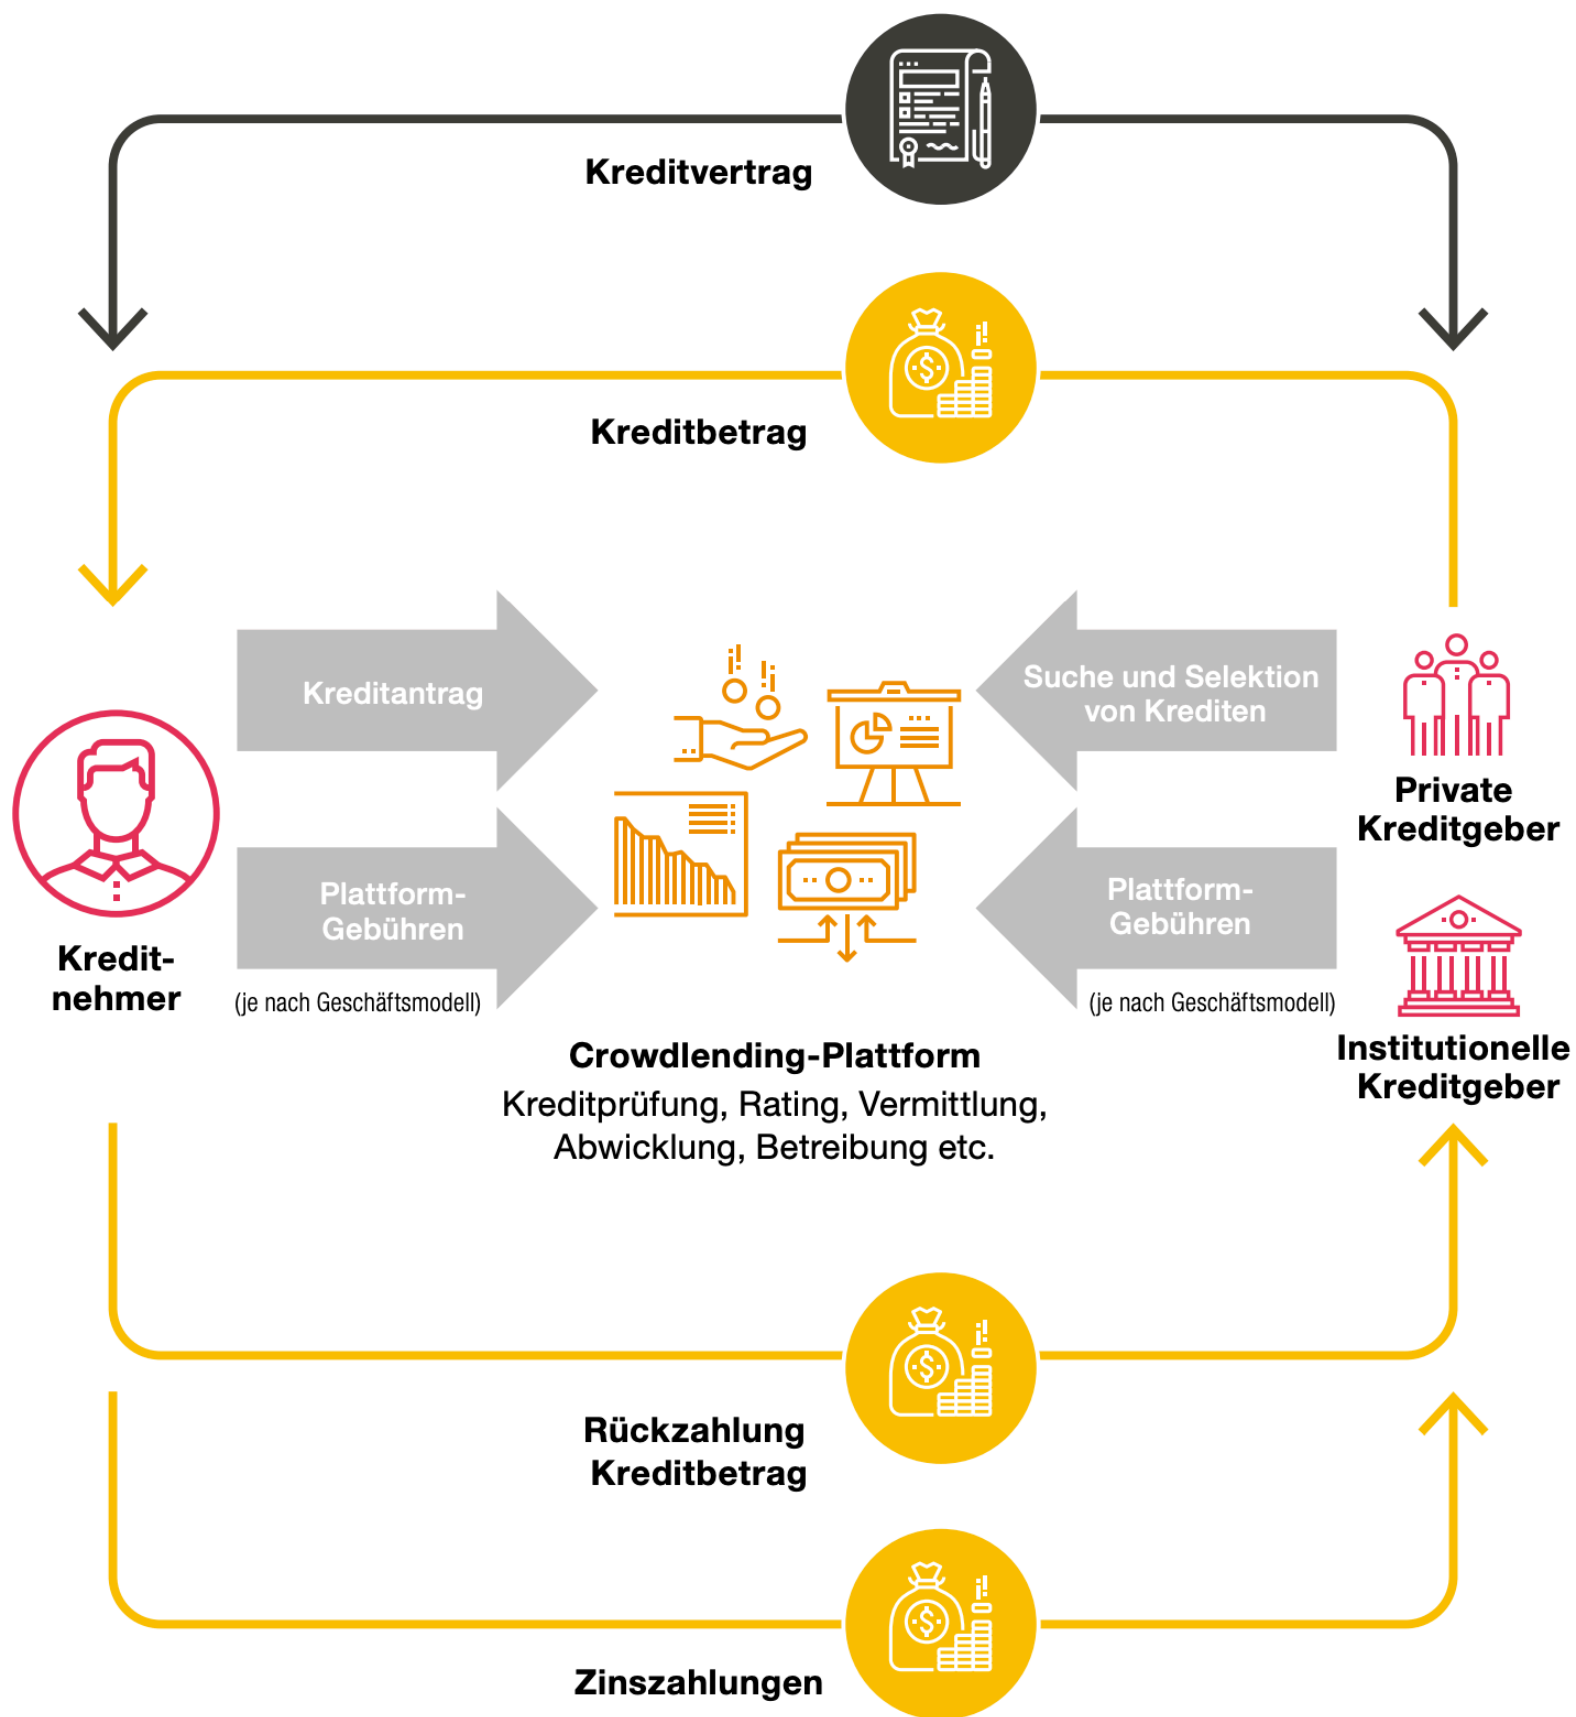 Kreditvertrag
Kreditbetrag
Kreditantrag
Suche und Selektion
von Krediten
Private
Kreditgeber
Plattform-
Gebühren
(je nach Geschäftsmodell)
Plattform-
Gebühren
(je nach Geschäftsmodell)
Kredit-
nehmer
Institutionelle
Kreditgeber
Crowdlending-Plattform
Kreditprüfung, Rating, Vermittlung,
Abwicklung, Betreibung etc.
Rückzahlung
Kreditbetrag
Zinszahlungen